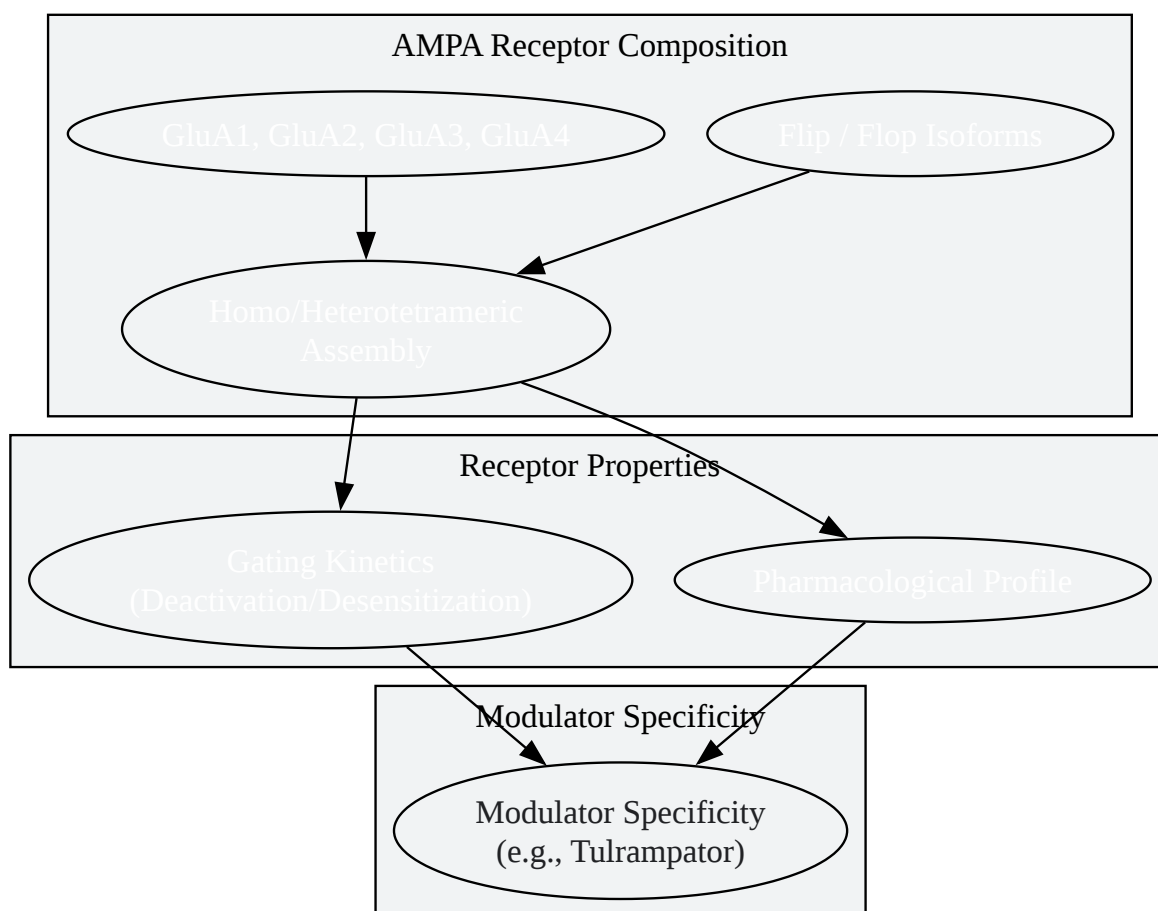 AMPA Receptor Composition
GluA1, GluA2, GluA3, GluA4
Flip / Flop Isoforms
Homo/Heterotetrameric
Assembly
Receptor Properties
Gating Kinetics
(Deactivation/Desensitization)
Pharmacological Profile
Modulator Specificity
Modulator Specificity
(e.g., Tulrampator)